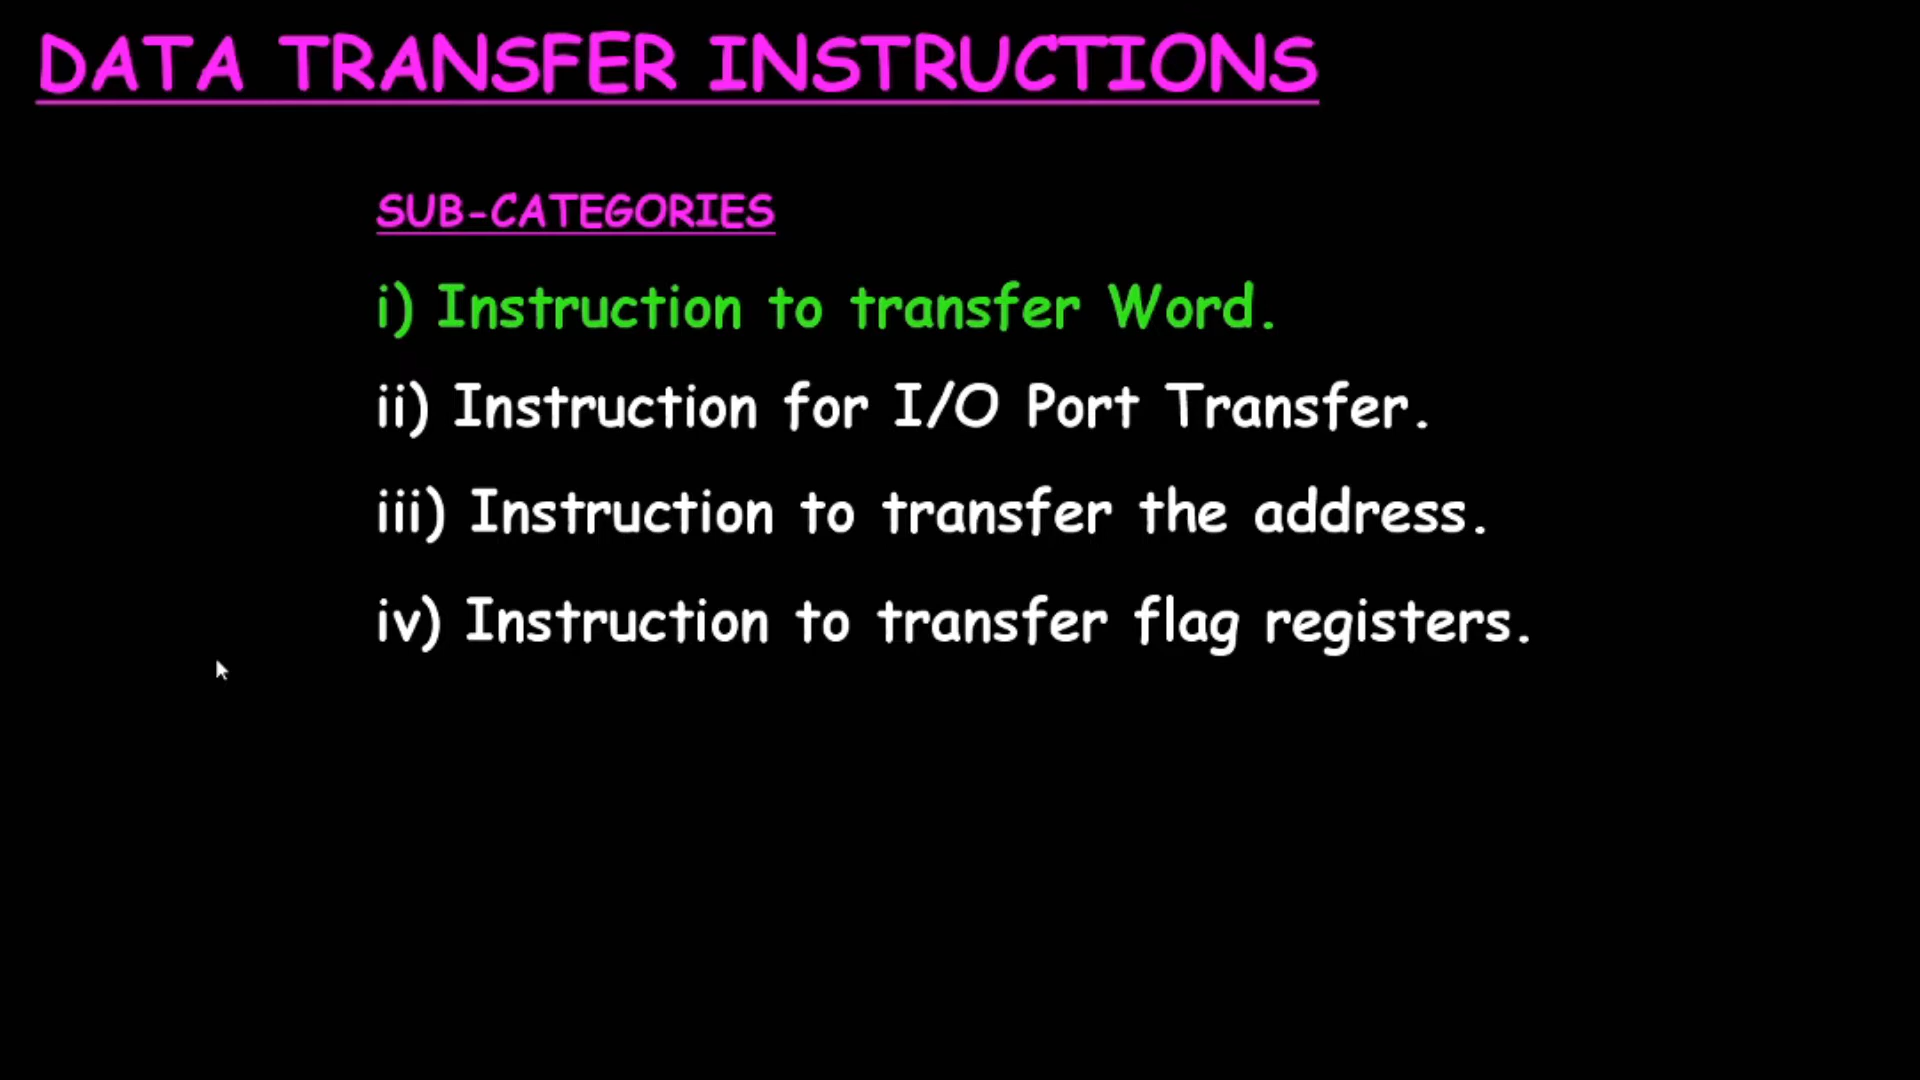 DATA TRANSFER INSTRUCTIONS
SUB-CATEGORIES
i) Instruction to transfer Word.
ii) Instruction for I/O Port Transfer.
iii) Instruction to transfer the address.
iv) Instruction to transfer flag registers.